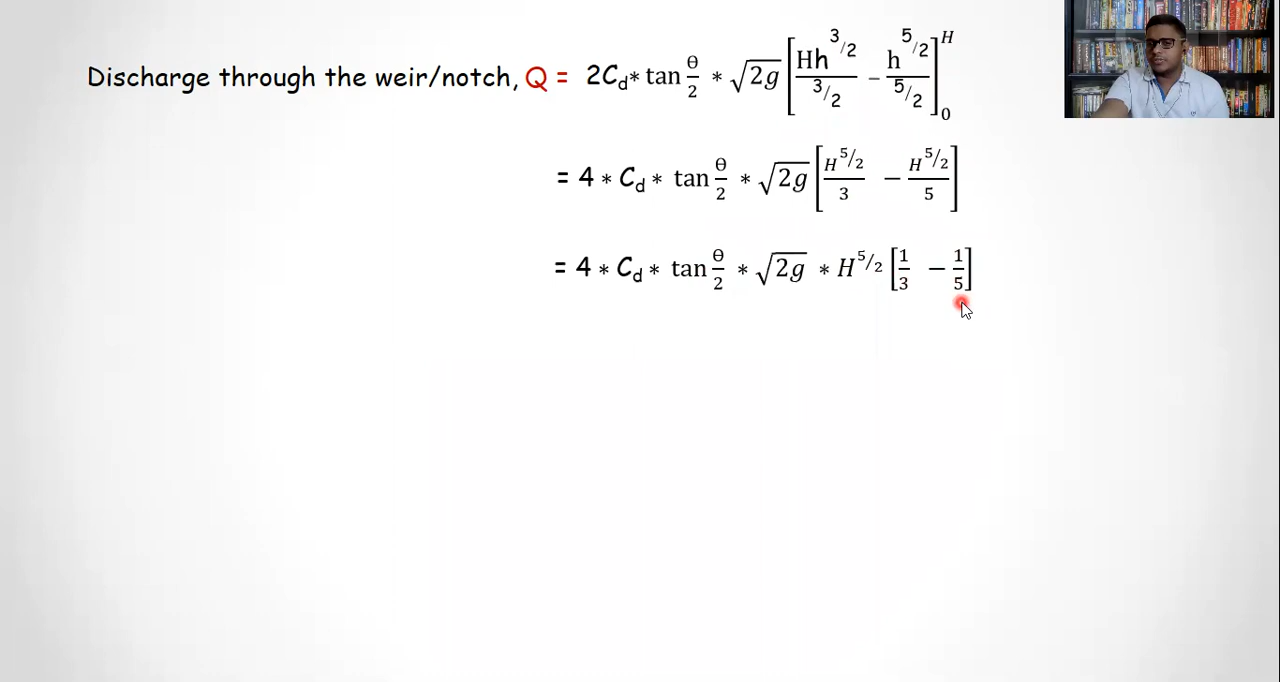 Discharge through the weir/notch, Q = 2C_d * tan θ/2 * √2g [Hh^3/2 / 3/2 − h^5/2 / 5/2]_0^H
= 4 * C_d * tan θ/2 * √2g [H^5/2 / 3 − H^5/2 / 5]
= 4 * C_d * tan θ/2 * √2g * H^5/2 [1/3 − 1/5]